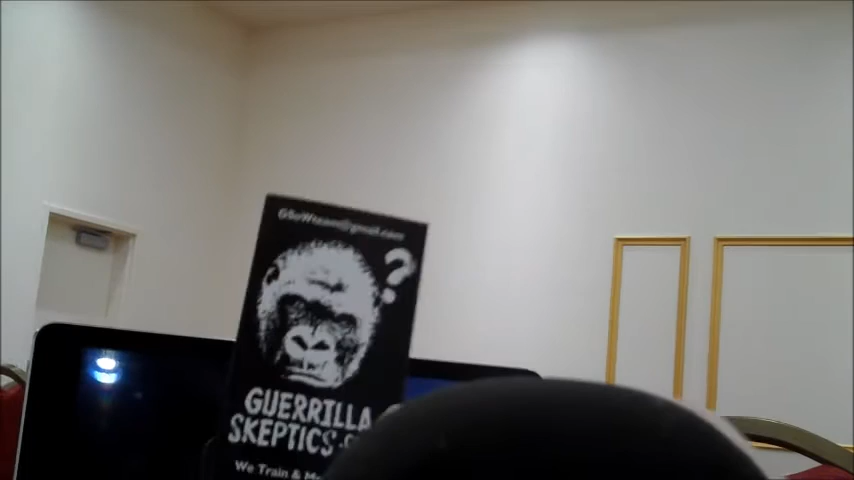 GSoWteam@gmail.com
?
GUERRILLA
SKEPTICS
We Train &